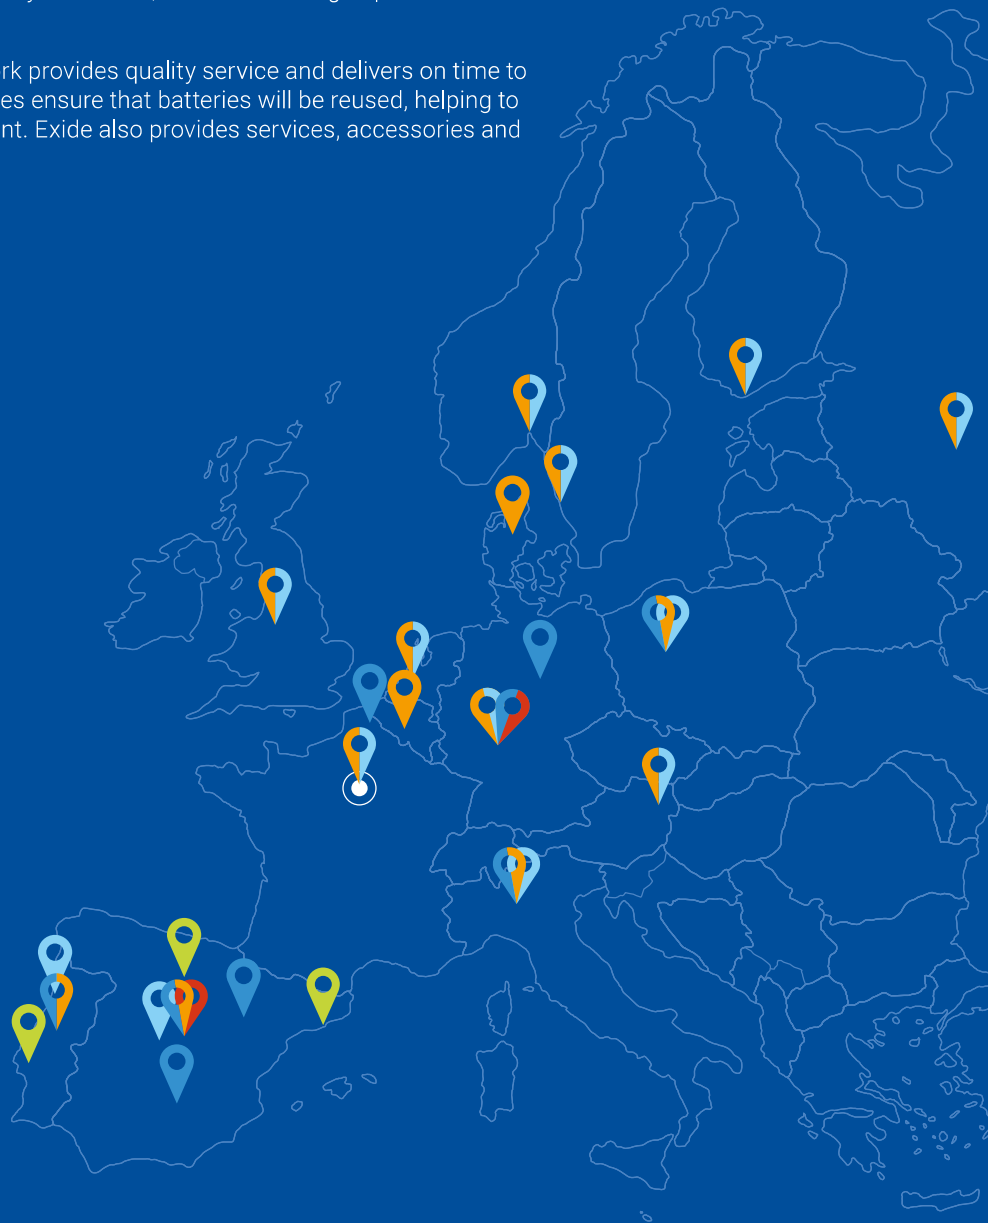 rk provides quality service and delivers on time to
es ensure that batteries will be reused, helping to
nt. Exide also provides services, accessories and